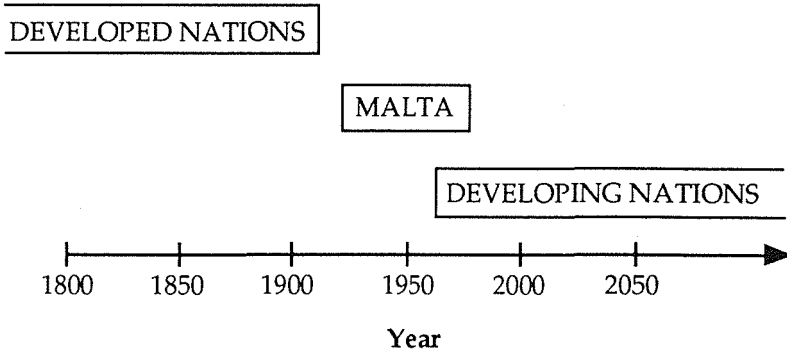 DEVELOPED NATIONS
MALTA
DEVELOPING NATIONS
1800 1850 1900 1950 2000 2050
Year